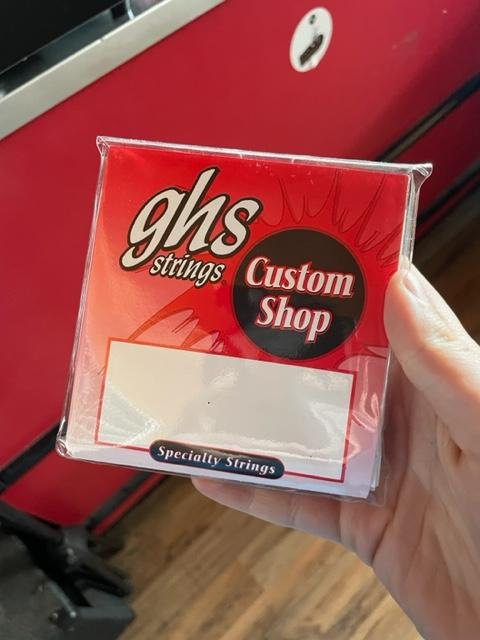 ghs
strings
Custom
Shop
Specialty Strings